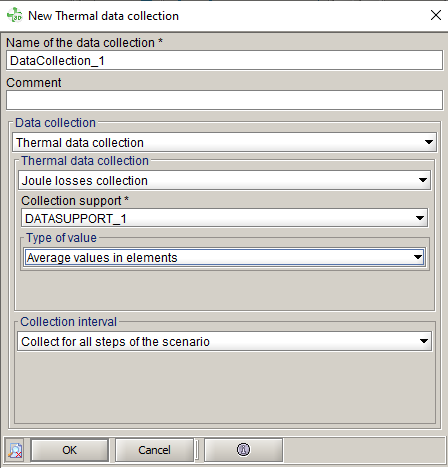 New Thermal data collection
Name of the data collection *
DataCollection_1
Comment
Data collection
Thermal data collection
Thermal data collection
Joule losses collection
Collection support *
DATASUPPORT_1
Type of value
Average values in elements
Collection interval
Collect for all steps of the scenario
OK Cancel